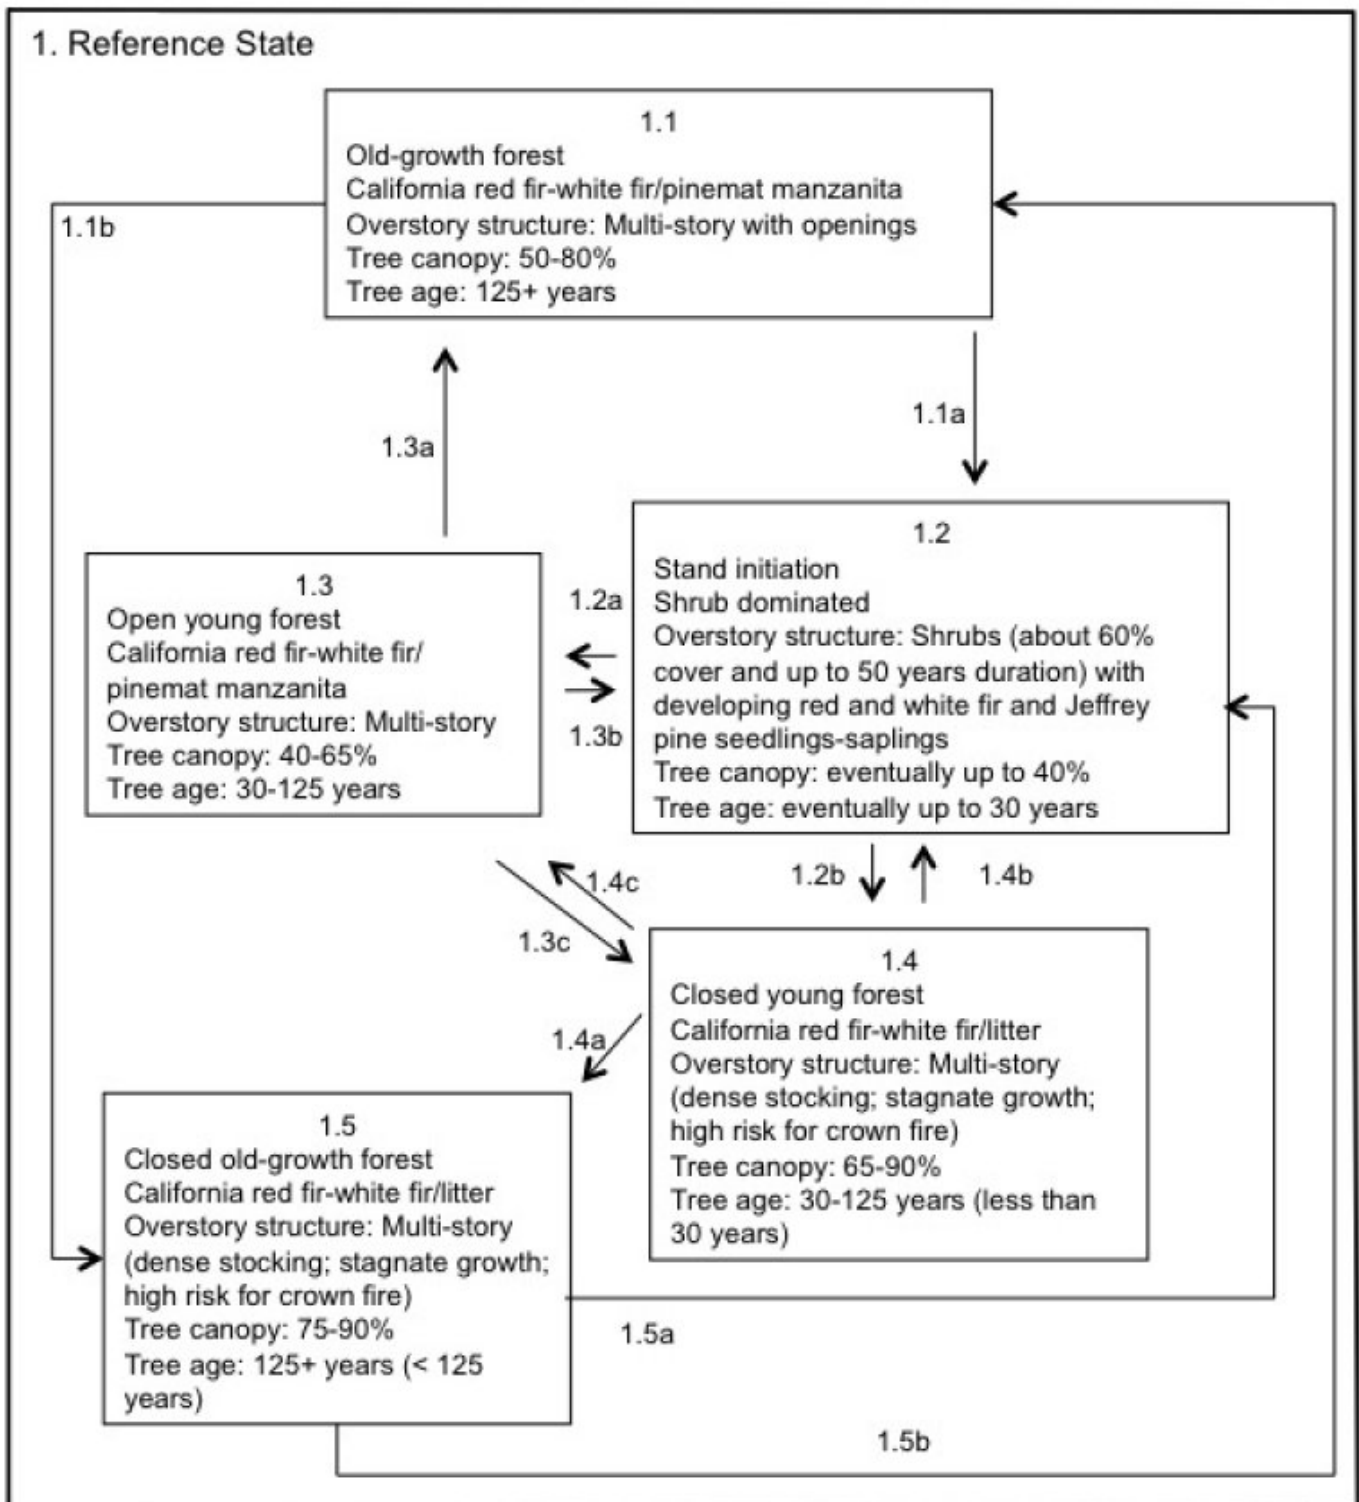 1. Reference State
1.1
Old-growth forest
California red fir-white fir/pinemat manzanita
Overstory structure: Multi-story with openings
Tree canopy: 50-80%
Tree age: 125+ years
1.1b
1.1a
1.3a
1.2
Stand initiation
Shrub dominated
Overstory structure: Shrubs (about 60%
cover and up to 50 years duration) with
developing red and white fir and Jeffrey
pine seedlings-saplings
Tree canopy: eventually up to 40%
Tree age: eventually up to 30 years
1.3
Open young forest
California red fir-white fir/
pinemat manzanita
Overstory structure: Multi-story
Tree canopy: 40-65%
Tree age: 30-125 years
1.2a
1.3b
1.2b
1.4b
1.4c
1.3c
1.4
Closed young forest
California red fir-white fir/litter
Overstory structure: Multi-story
(dense stocking; stagnate growth;
high risk for crown fire)
Tree canopy: 65-90%
Tree age: 30-125 years (less than
30 years)
1.4a
1.5
Closed old-growth forest
California red fir-white fir/litter
Overstory structure: Multi-story
(dense stocking; stagnate growth;
high risk for crown fire)
Tree canopy: 75-90%
Tree age: 125+ years (< 125
years)
1.5a
1.5b